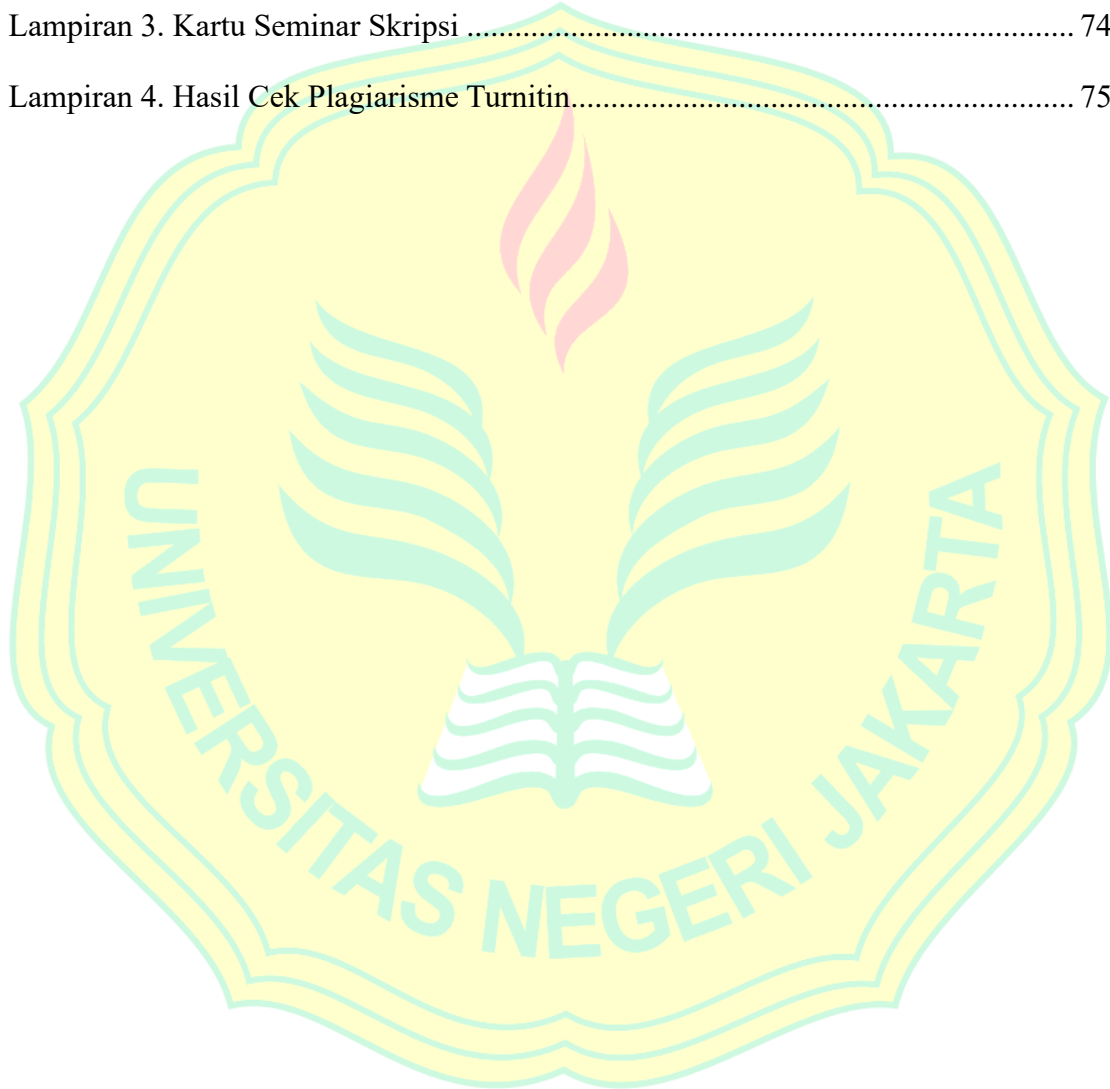 Lampiran 3. Kartu Seminar Skripsi ........................................................................... 74
Lampiran 4. Hasil Cek Plagiarisme Turnitin.............................................................. 75
UNIVERSITAS NEGERI JAKARTA